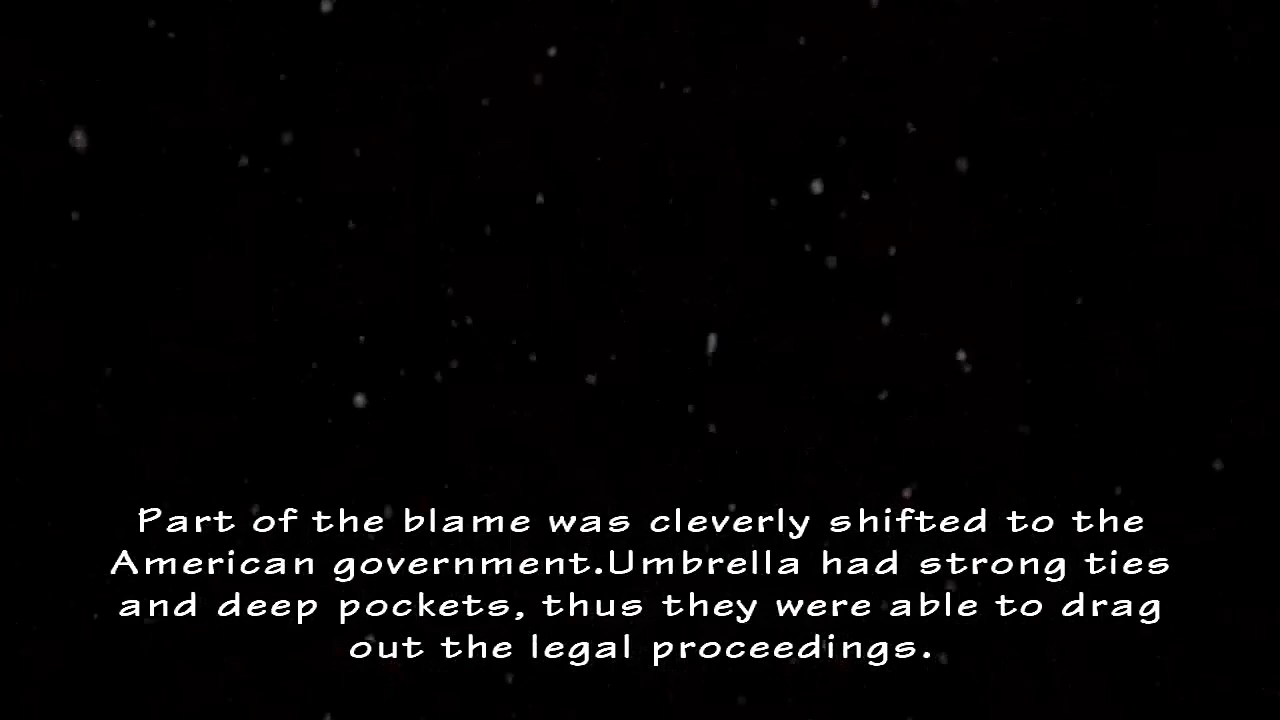 Part of the blame was cleverly shifted to the
American government.Umbrella had strong ties
and deep pockets, thus they were able to drag
out the legal proceedings.